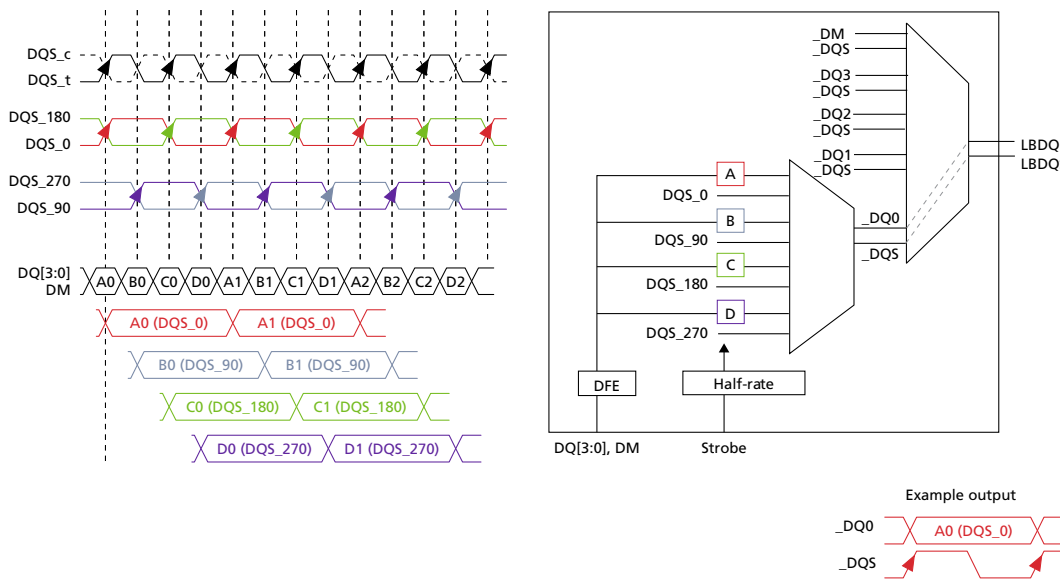 DQS_c
DQS_t
DQS_180
DQS_0
DQS_270
DQS_90
DQ[3:0]
DM
A0 B0 C0 D0 A1 B1 C1 D1 A2 B2 C2 D2
A0 (DQS_0) A1 (DQS_0)
B0 (DQS_90) B1 (DQS_90)
C0 (DQS_180) C1 (DQS_180)
D0 (DQS_270) D1 (DQS_270)
_DM
_DQS
_DQ3
_DQS
_DQ2
_DQS
_DQ1
_DQS
LBDQ
LBDQ
A
DQS_0
B
DQS_90
C
DQS_180
D
DQS_270
_DQ0
_DQS
DFE
Half-rate
DQ[3:0], DM
Strobe
Example output
_DQ0
A0 (DQS_0)
_DQS